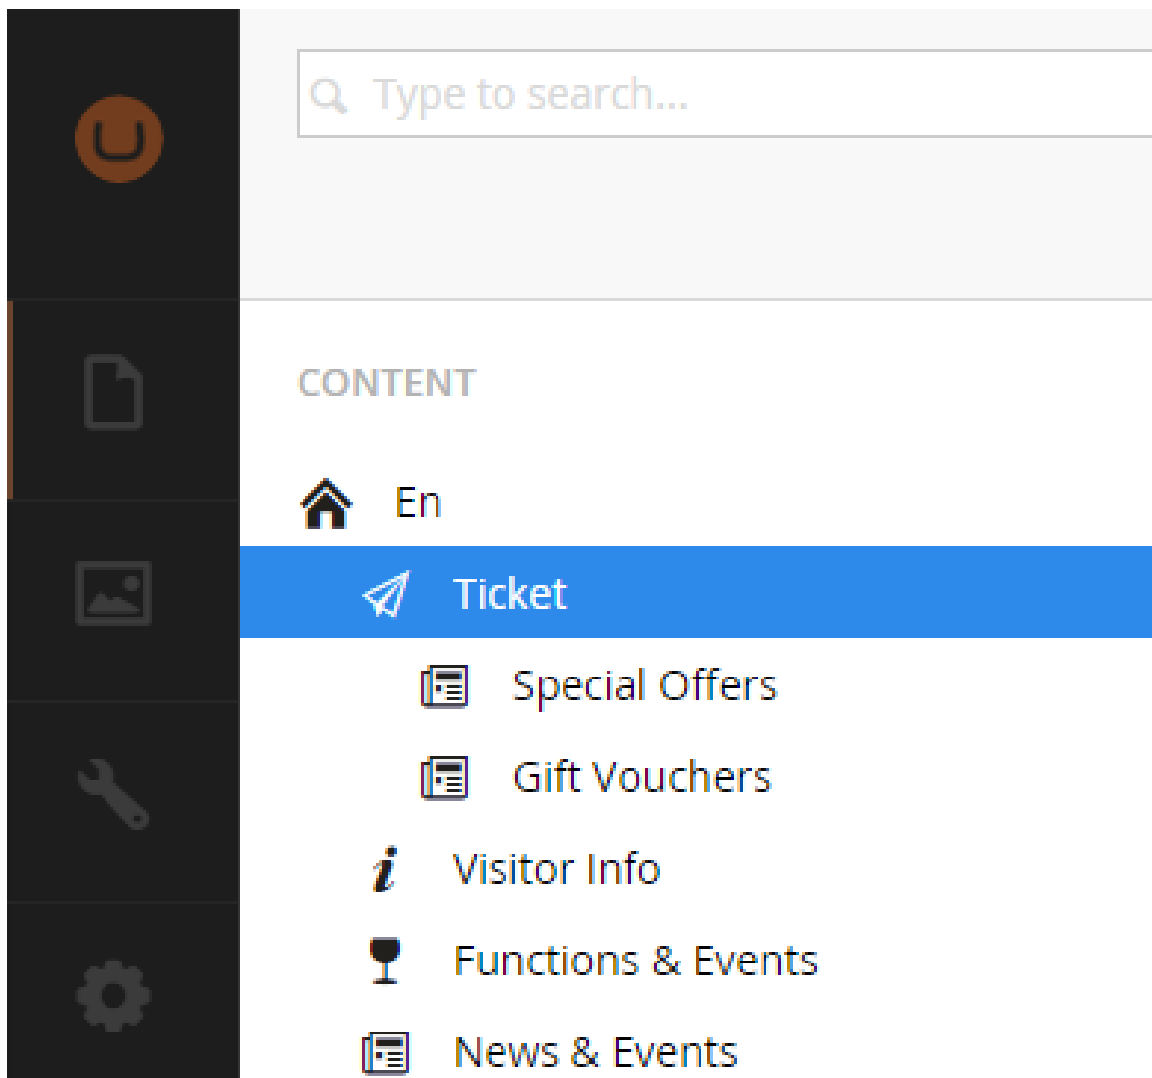 Type to search...
CONTENT
En
Ticket
Special Offers
Gift Vouchers
Visitor Info
Functions & Events
News & Events